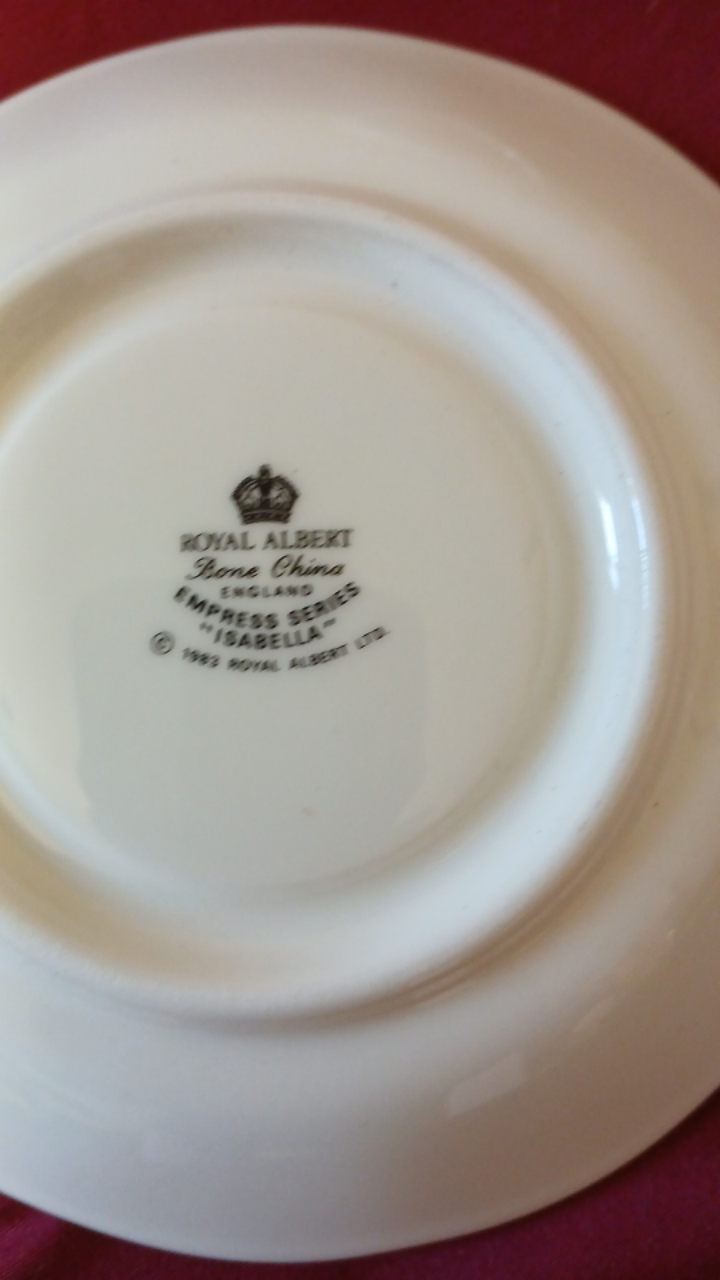 ROYAL ALBERT
Bone China
ENGLAND
EMPRESS SERIES
"ISABELLA"
© 1983 ROYAL ALBERT LTD.